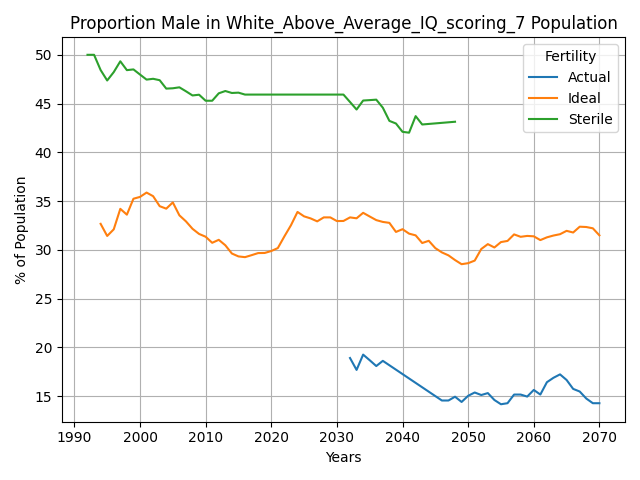 Proportion Male in White_Above_Average_IQ_scoring_7 Population
% of Population
50
45
40
35
30
25
20
15
Fertility
Actual
Ideal
Sterile
1990 2000 2010 2020 2030 2040 2050 2060 2070
Years